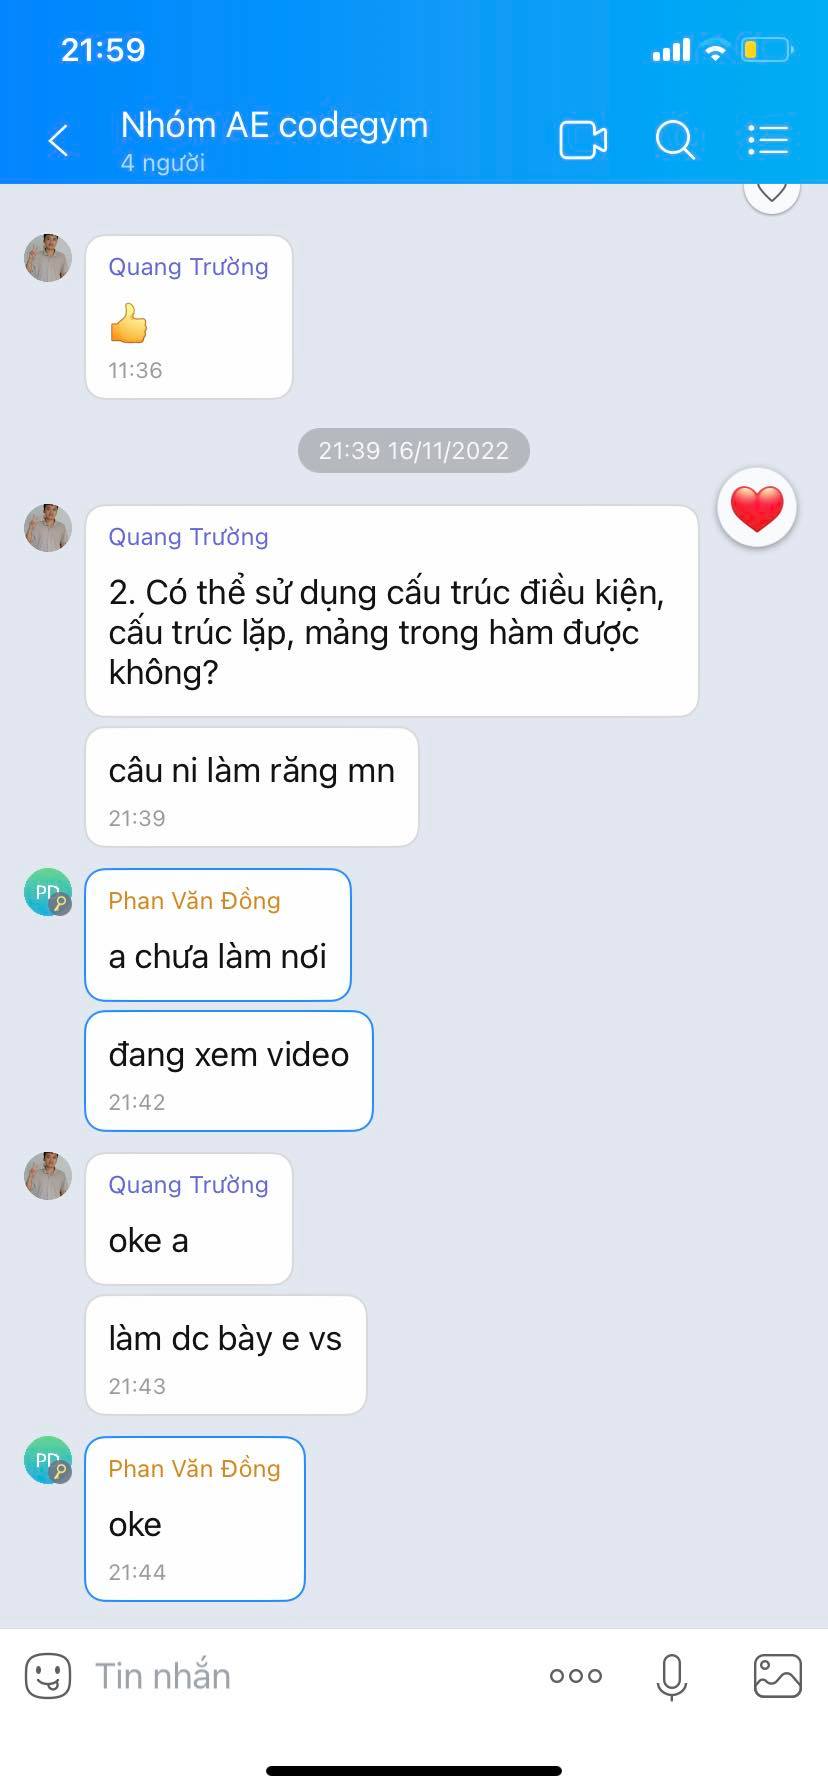 21:59
Nhóm AE codegym
4 người
Quang Trường
11:36
21:39 16/11/2022
Quang Trường
2. Có thể sử dụng cấu trúc điều kiện,
cấu trúc lặp, mảng trong hàm được
không?
câu ni làm răng mn
21:39
PD
Phan Văn Đồng
a chưa làm nơi
đang xem video
21:42
Quang Trường
oke a
làm dc bày e vs
21:43
PD
Phan Văn Đồng
oke
21:44
Tin nhắn